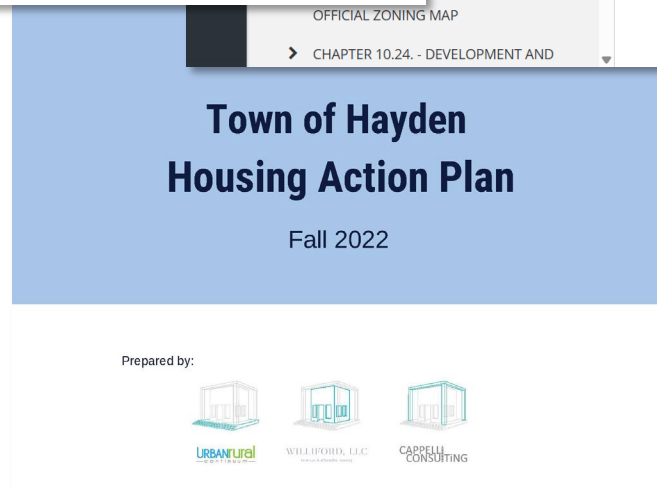 OFFICIAL ZONING MAP
CHAPTER 10.24. - DEVELOPMENT AND
Town of Hayden
Housing Action Plan
Fall 2022
Prepared by:
URBANrural
continuum
WILLIFORD, LLC
CAPPELLI
CONSULTING